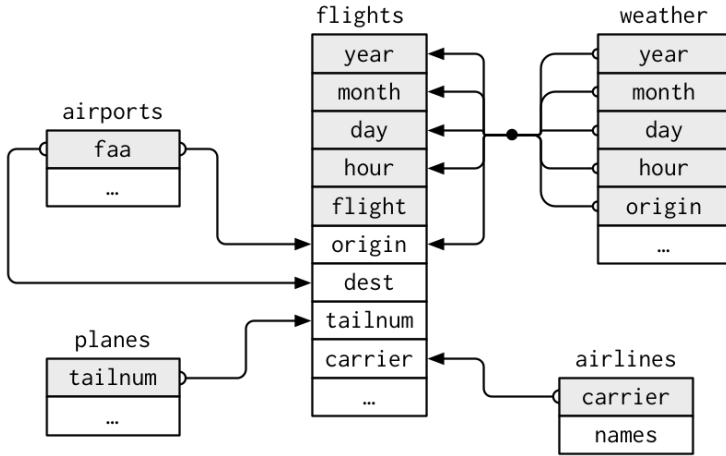 flights
year
month
day
hour
flight
origin
dest
tailnum
carrier
…
weather
year
month
day
hour
origin
…
airports
faa
…
planes
tailnum
…
airlines
carrier
names